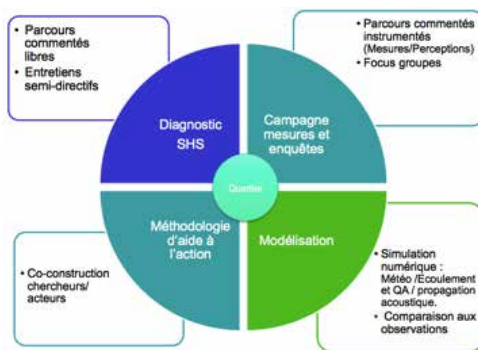 • Parcours
commentés
libres
• Entretiens
semi-directifs
• Parcours commentés
instrumentés
(Mesures/Perceptions)
• Focus groupes
Diagnostic
SHS
Campagne
mesures et
enquêtes
Quartier
Méthodologie
d'aide à
l'action
Modélisation
• Co-construction
chercheurs/
acteurs
• Simulation
numérique :
Météo /Ecoulement
et QA / propagation
acoustique.
• Comparaison aux
observations